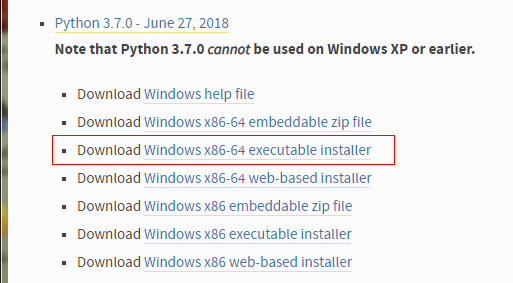 Python 3.7.0 - June 27, 2018
Note that Python 3.7.0 cannot be used on Windows XP or earlier.
Download Windows help file
Download Windows x86-64 embeddable zip file
Download Windows x86-64 executable installer
Download Windows x86-64 web-based installer
Download Windows x86 embeddable zip file
Download Windows x86 executable installer
Download Windows x86 web-based installer